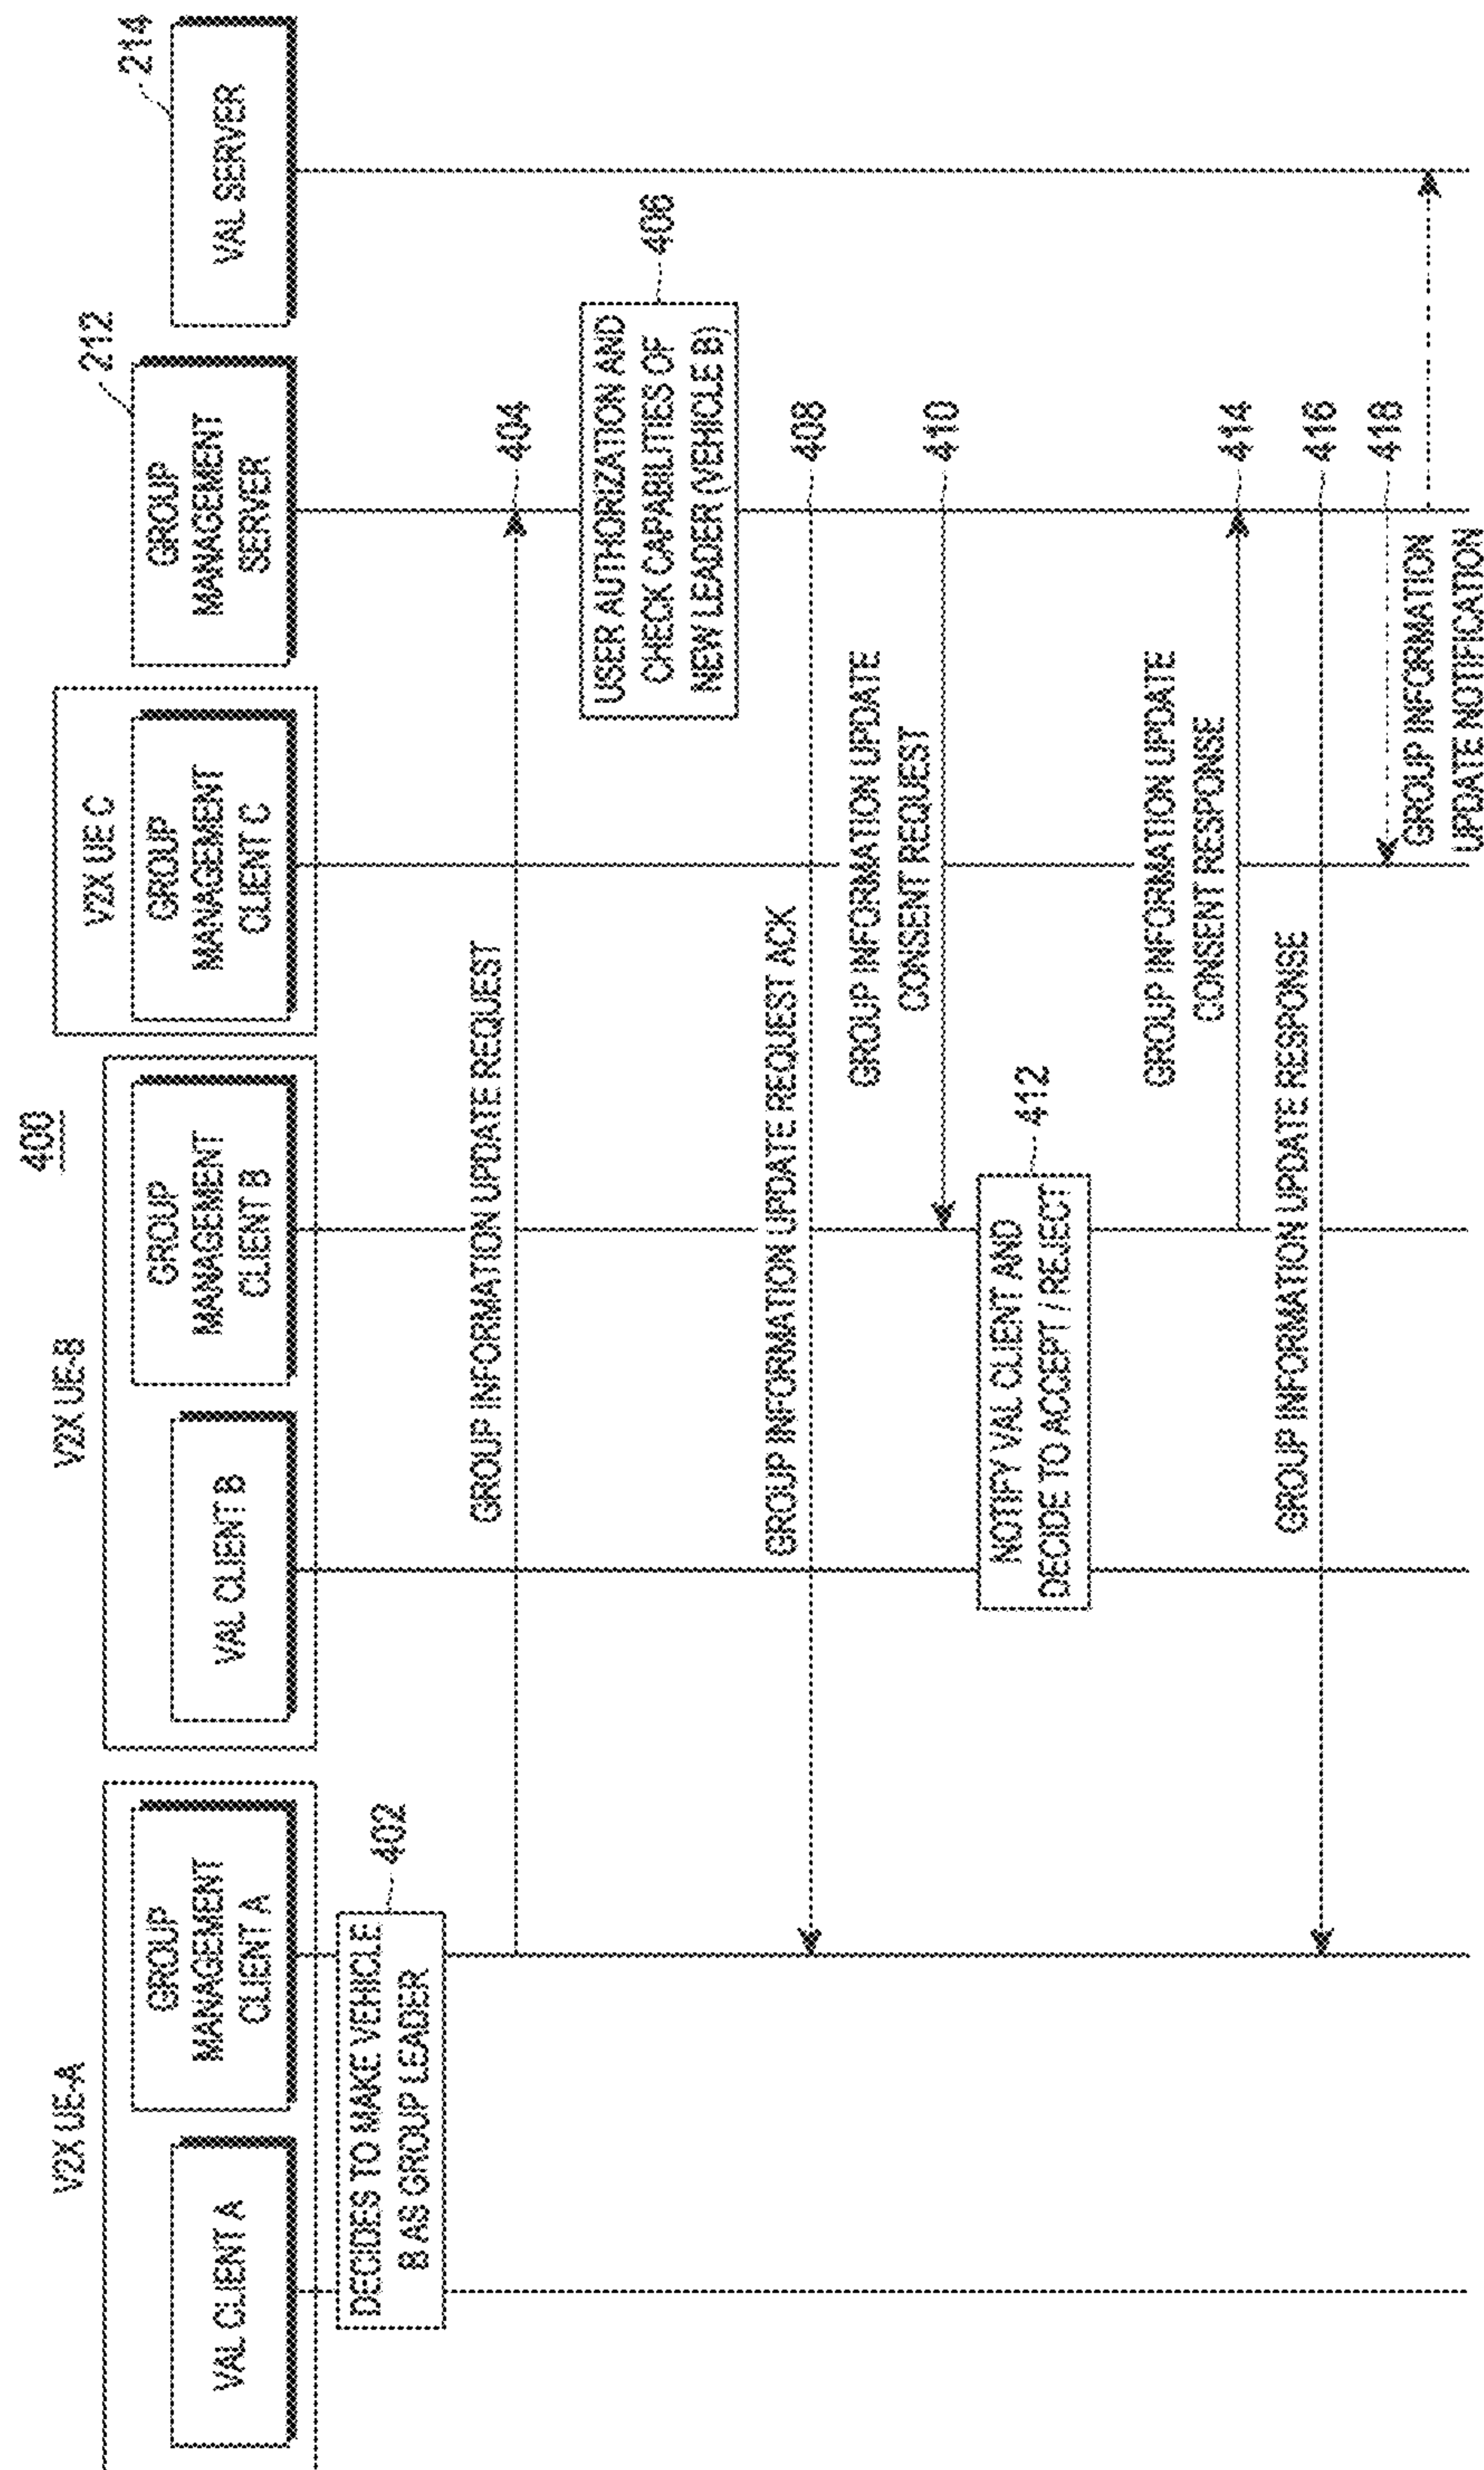 400
V2X UE-A
VAL CLIENT A
GROUP
MANAGEMENT
CLIENT A
V2X UE-B
VAL CLIENT B
GROUP
MANAGEMENT
CLIENT B
V2X UE C
GROUP
MANAGEMENT
CLIENT C
212
GROUP
MANAGEMENT
SERVER
214
VAL SERVER
DECIDES TO MAKE VEHICLE
B AS GROUP LEADER
402
GROUP INFORMATION UPDATE REQUEST
404
USER AUTHORIZATION AND
CHECK CAPABILITIES OF
NEW LEADER (VEHICLE B)
406
GROUP INFORMATION UPDATE REQUEST ACK
408
GROUP INFORMATION UPDATE
CONSENT REQUEST
410
NOTIFY VAL CLIENT AND
DECIDE TO ACCEPT / REJECT
412
GROUP INFORMATION UPDATE
CONSENT RESPONSE
414
GROUP INFORMATION UPDATE RESPONSE
416
418
GROUP INFORMATION
UPDATE NOTIFICATION